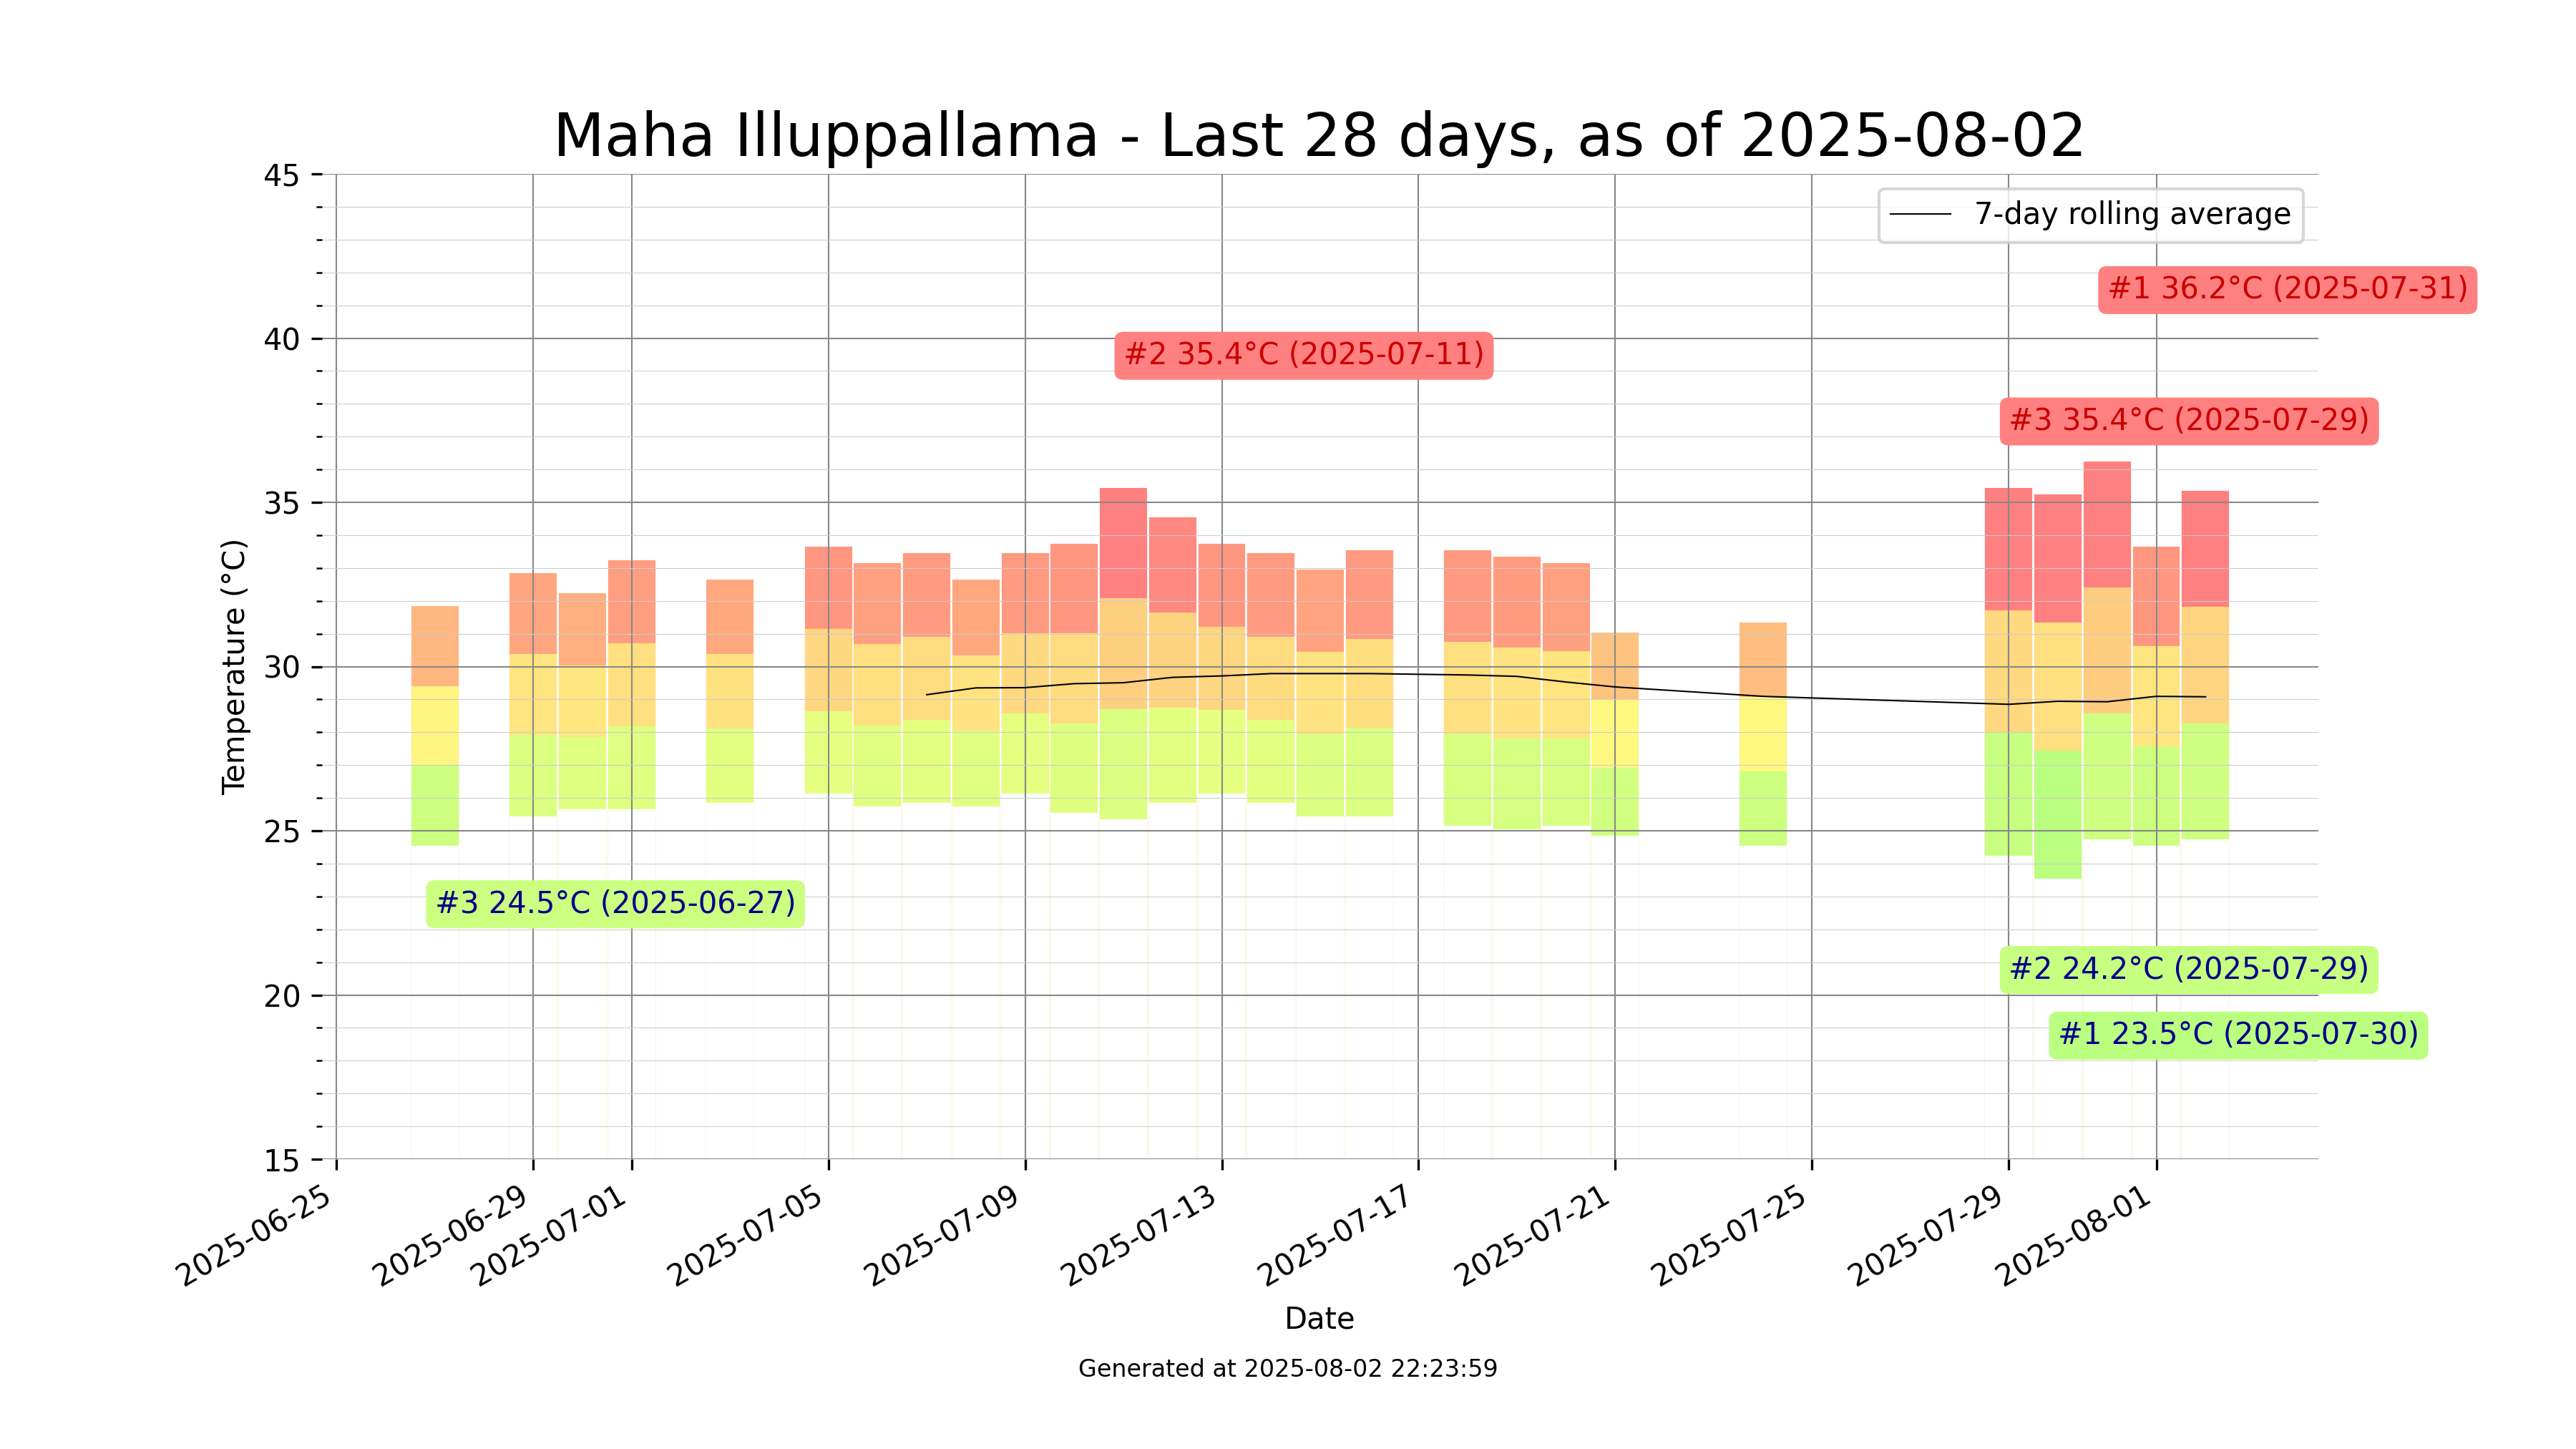 Maha Illuppallama - Last 28 days, as of 2025-08-02
45
7-day rolling average
#1 36.2°C (2025-07-31)
40
#2 35.4°C (2025-07-11)
#3 35.4°C (2025-07-29)
35
Temperature (°C)
30
25
#3 24.5°C (2025-06-27)
#2 24.2°C (2025-07-29)
20
#1 23.5°C (2025-07-30)
15
2025-06-25
2025-06-29
2025-07-01
2025-07-05
2025-07-09
2025-07-13
2025-07-17
2025-07-21
2025-07-25
2025-07-29
2025-08-01
Date
Generated at 2025-08-02 22:23:59